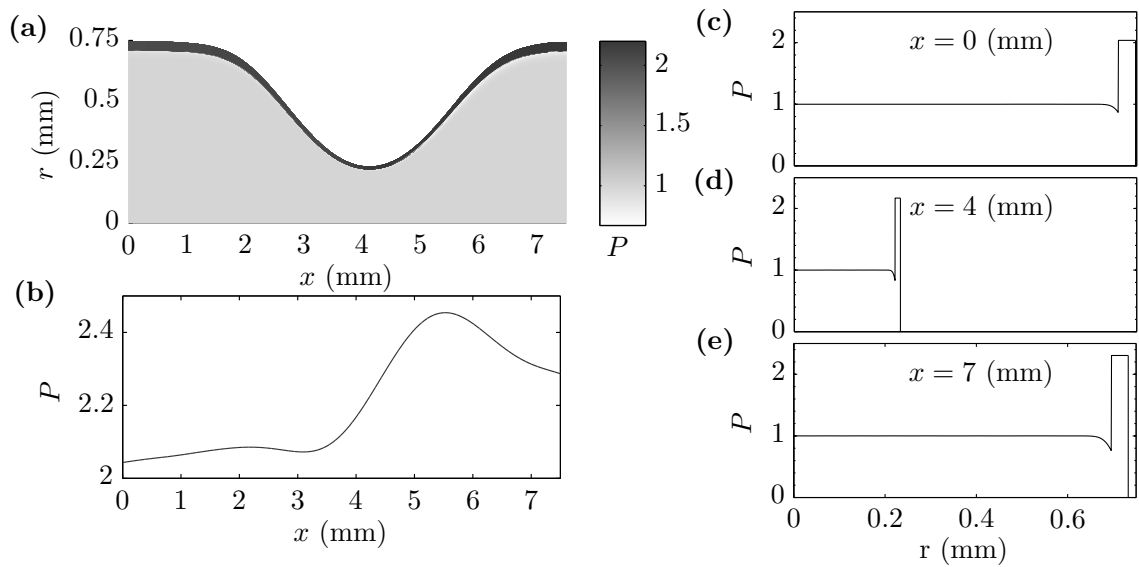 (a)
0.75
0.5
0.25
0
r (mm)
0 1 2 3 4 5 6 7
x (mm)
2
1.5
1
P
(b)
2.4
2.2
2
P
0 1 2 3 4 5 6 7
x (mm)
(c)
2
1
0
P
x = 0 (mm)
(d)
2
1
0
P
x = 4 (mm)
(e)
2
1
0
P
x = 7 (mm)
0 0.2 0.4 0.6
r (mm)